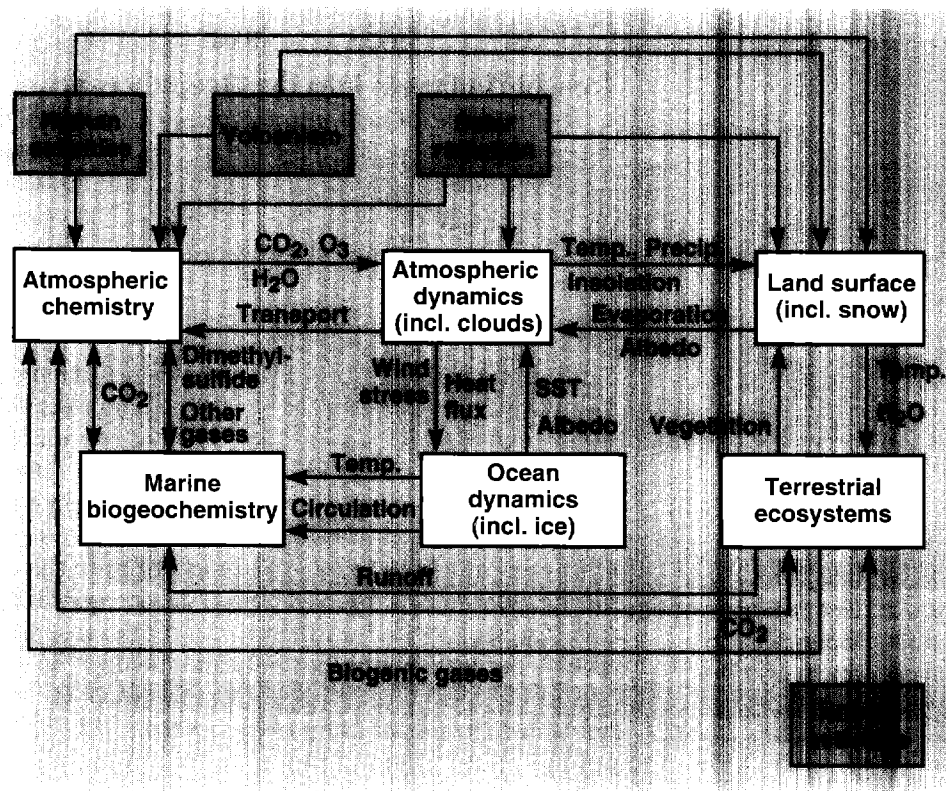 Volcanism
CO₂, O₃
H₂O
Transport
Atmospheric
chemistry
Atmospheric
dynamics
(incl. clouds)
Temp., Precip.
Insolation
Evaporation
Albedo
Land surface
(incl. snow)
CO₂
Dimethyl-
sulfide
Other
gases
Wind
stress
Heat
flux
SST
Albedo
Vegetation
Temp.
H₂O
Marine
biogeochemistry
Temp.
Circulation
Ocean
dynamics
(incl. ice)
Terrestrial
ecosystems
Runoff
CO₂
Biogenic gases